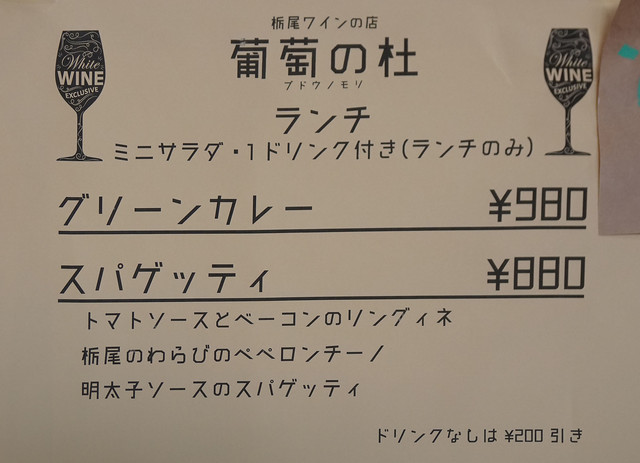 栃尾ワインの店
葡萄の杜
ブドウノモリ
White
WINE
EXCLUSIVE
White
WINE
EXCLUSIVE
ランチ
ミニサラダ・1ドリンク付き(ランチのみ)
グリーンカレー ¥980
スパゲッティ ¥880
トマトソースとベーコンのリングィネ
栃尾のわらびのペペロンチーノ
明太子ソースのスパゲッティ
ドリンクなしは ¥200 引き